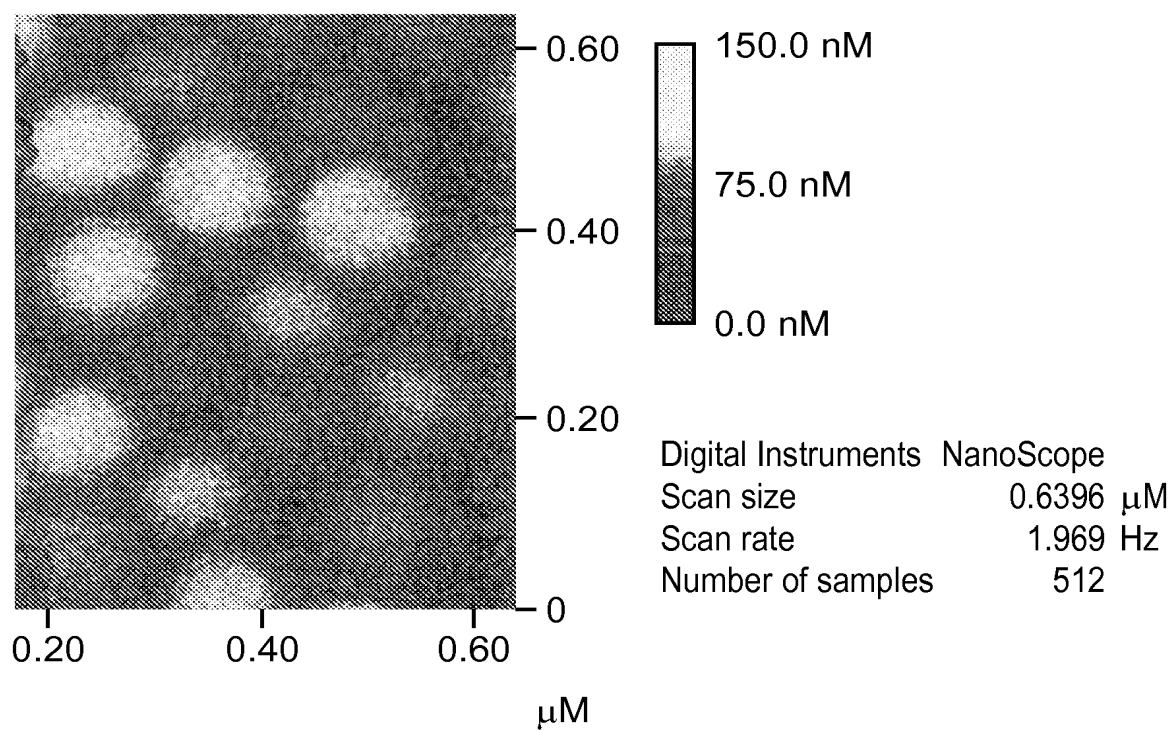 0.60
0.40
0.20
0
0.20 0.40 0.60
μM
150.0 nM
75.0 nM
0.0 nM
Digital Instruments NanoScope
Scan size 0.6396 μM
Scan rate 1.969 Hz
Number of samples 512